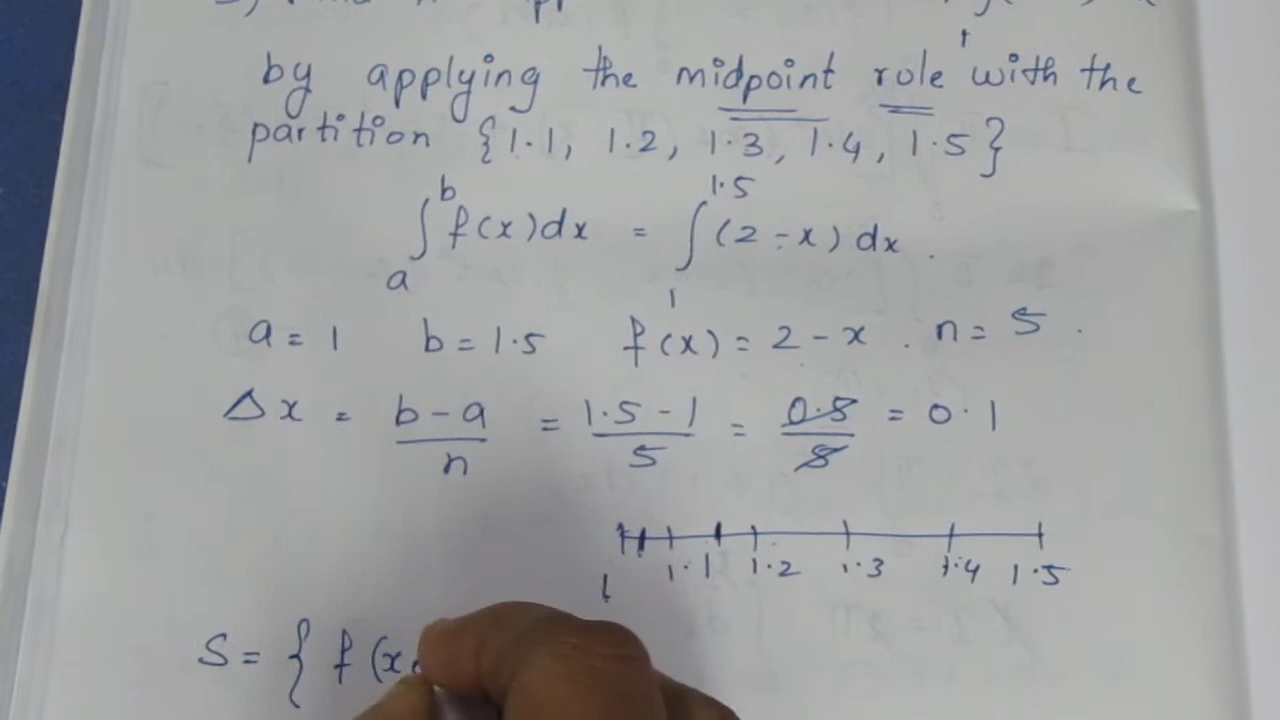 by applying the midpoint role with the
partition {1.1, 1.2, 1.3, 1.4, 1.5}
∫ₐᵇ f(x)dx = ∫₁^1.5 (2-x) dx.
a = 1 b = 1.5 f(x) = 2 - x . n = 5 .
Δx = (b-a)/n = (1.5-1)/5 = 0.5/5 = 0.1
1 1.1 1.2 1.3 1.4 1.5
S = { f(x